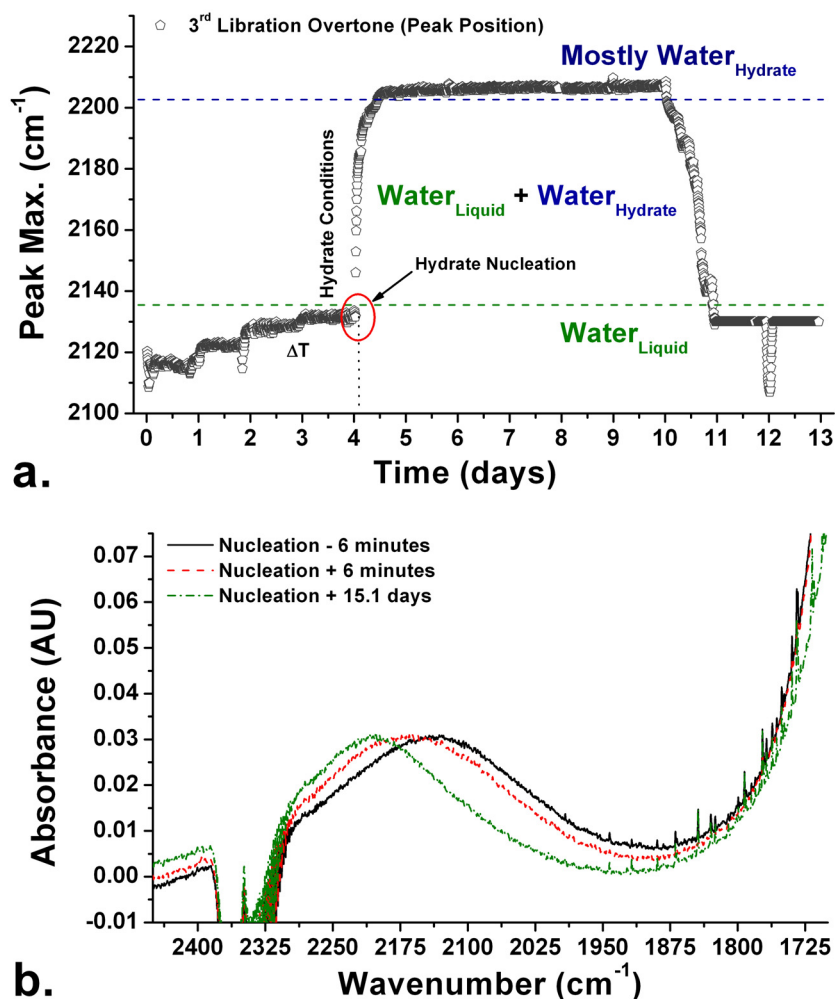 3rd Libration Overtone (Peak Position)
Mostly WaterHydrate
WaterLiquid + WaterHydrate
Hydrate Conditions
Hydrate Nucleation
ΔT
WaterLiquid
Peak Max. (cm-1)
2220
2200
2180
2160
2140
2120
2100
0 1 2 3 4 5 6 7 8 9 10 11 12 13
Time (days)
a.
Nucleation - 6 minutes
Nucleation + 6 minutes
Nucleation + 15.1 days
Absorbance (AU)
0.07
0.06
0.05
0.04
0.03
0.02
0.01
0.00
-0.01
2400 2325 2250 2175 2100 2025 1950 1875 1800 1725
Wavenumber (cm-1)
b.